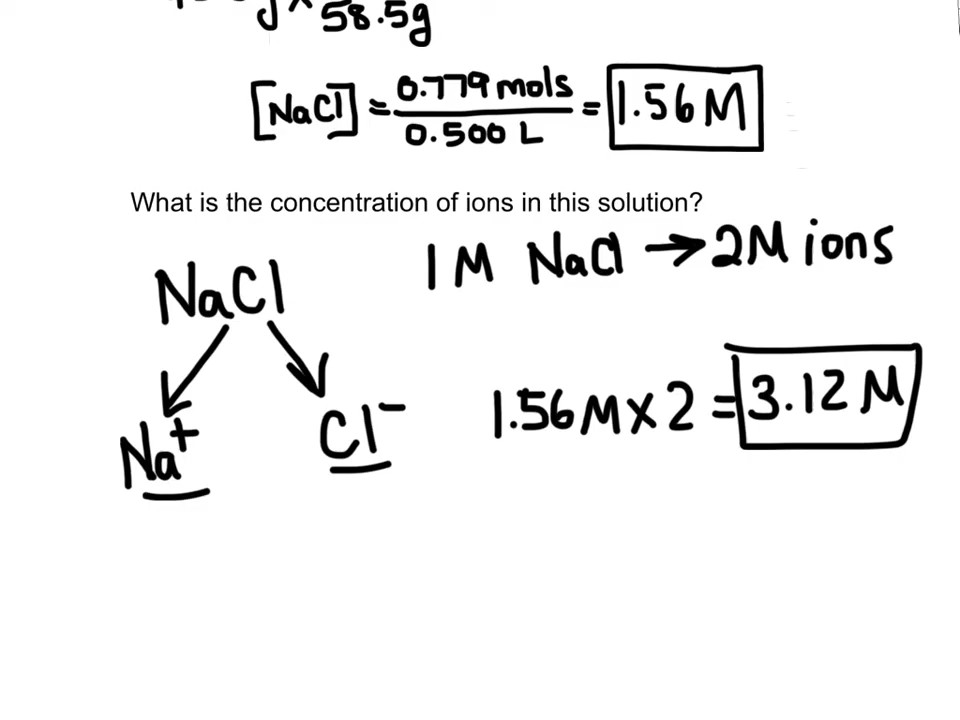 58.5g
[NaCl] = 0.779 mols / 0.500 L = 1.56 M
What is the concentration of ions in this solution?
1 M NaCl → 2M ions
NaCl
1.56 M x 2 = 3.12 M
Na+ Cl−